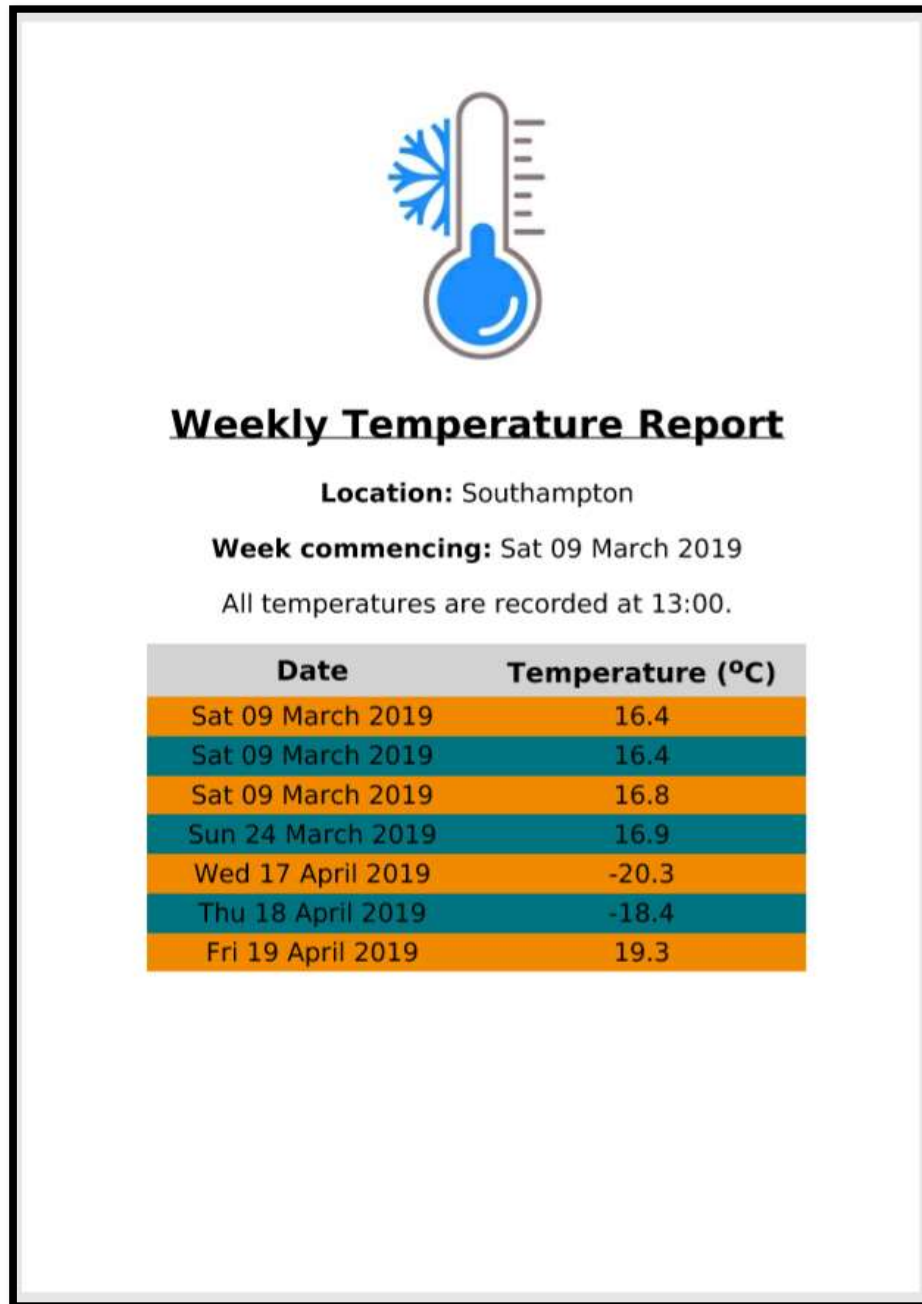 Weekly Temperature Report
Location: Southampton
Week commencing: Sat 09 March 2019
All temperatures are recorded at 13:00.
Date Temperature (ºC)
Sat 09 March 2019 16.4
Sat 09 March 2019 16.4
Sat 09 March 2019 16.8
Sun 24 March 2019 16.9
Wed 17 April 2019 -20.3
Thu 18 April 2019 -18.4
Fri 19 April 2019 19.3